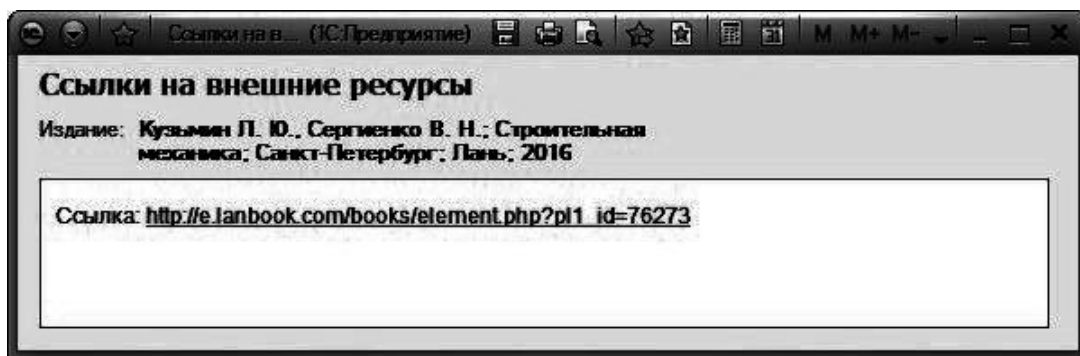 Ссылки на в... (1С:Предприятие) M M+ M-
Ссылки на внешние ресурсы
Издание: Кузьмин Л. Ю., Сергиенко В. Н.; Строительная
механика; Санкт-Петербург; Лань; 2016
Ссылка: http://e.lanbook.com/books/element.php?pl1_id=76273